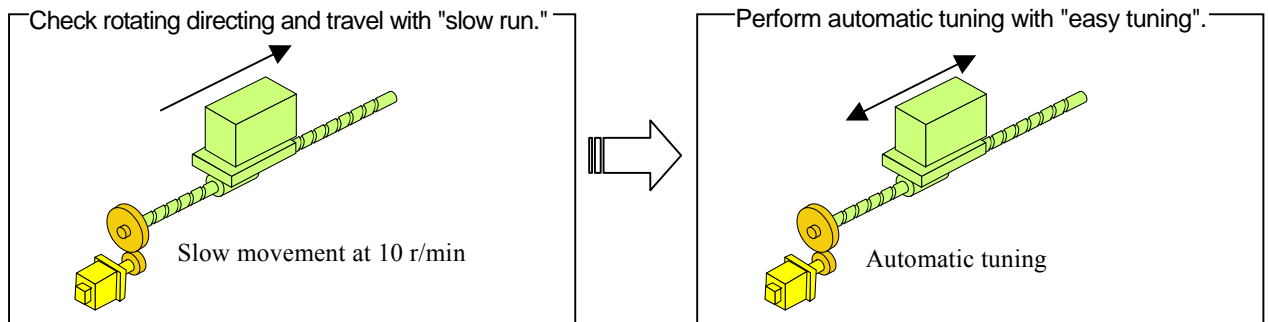 Check rotating directing and travel with "slow run."
Slow movement at 10 r/min
Perform automatic tuning with "easy tuning".
Automatic tuning